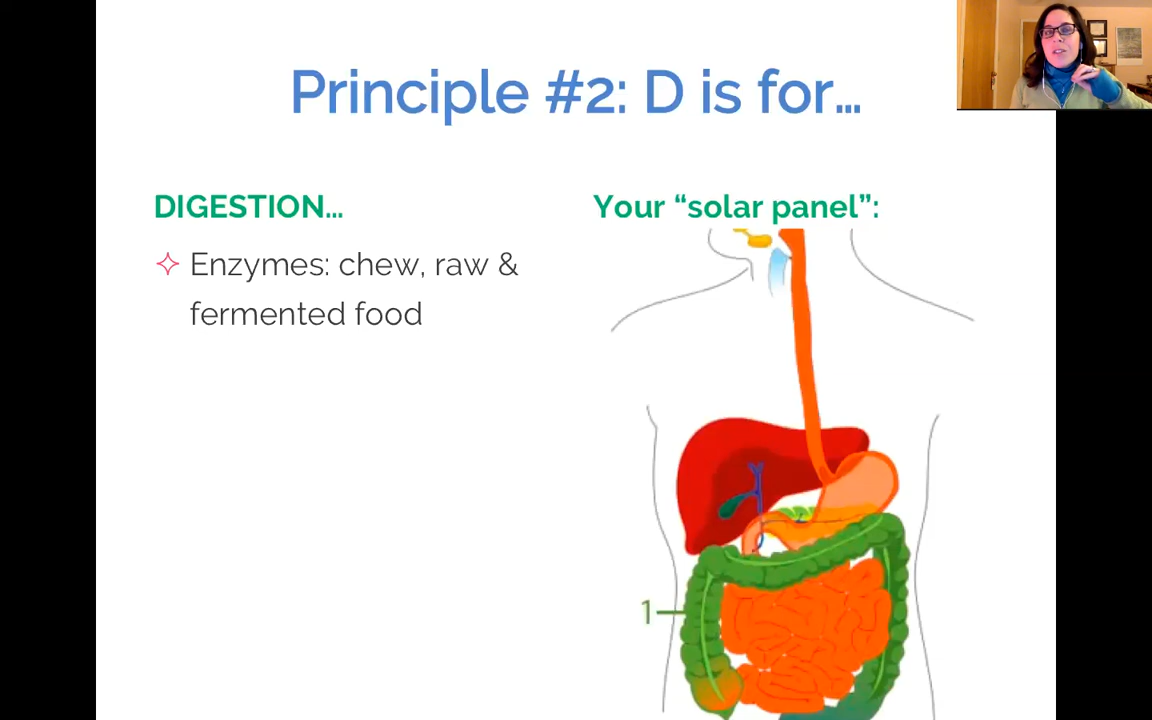 Principle #2: D is for…
DIGESTION…
Enzymes: chew, raw &
fermented food
Your “solar panel”:
1